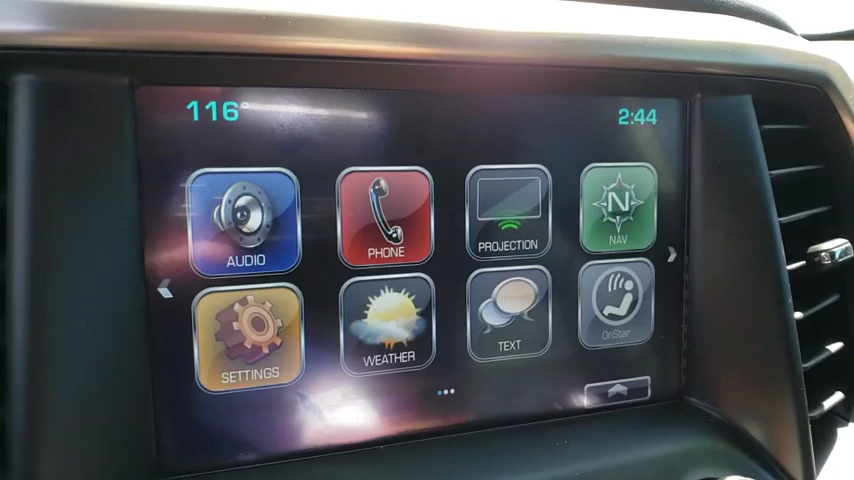 116° 2:44
AUDIO PHONE PROJECTION N NAV
SETTINGS WEATHER TEXT OnStar